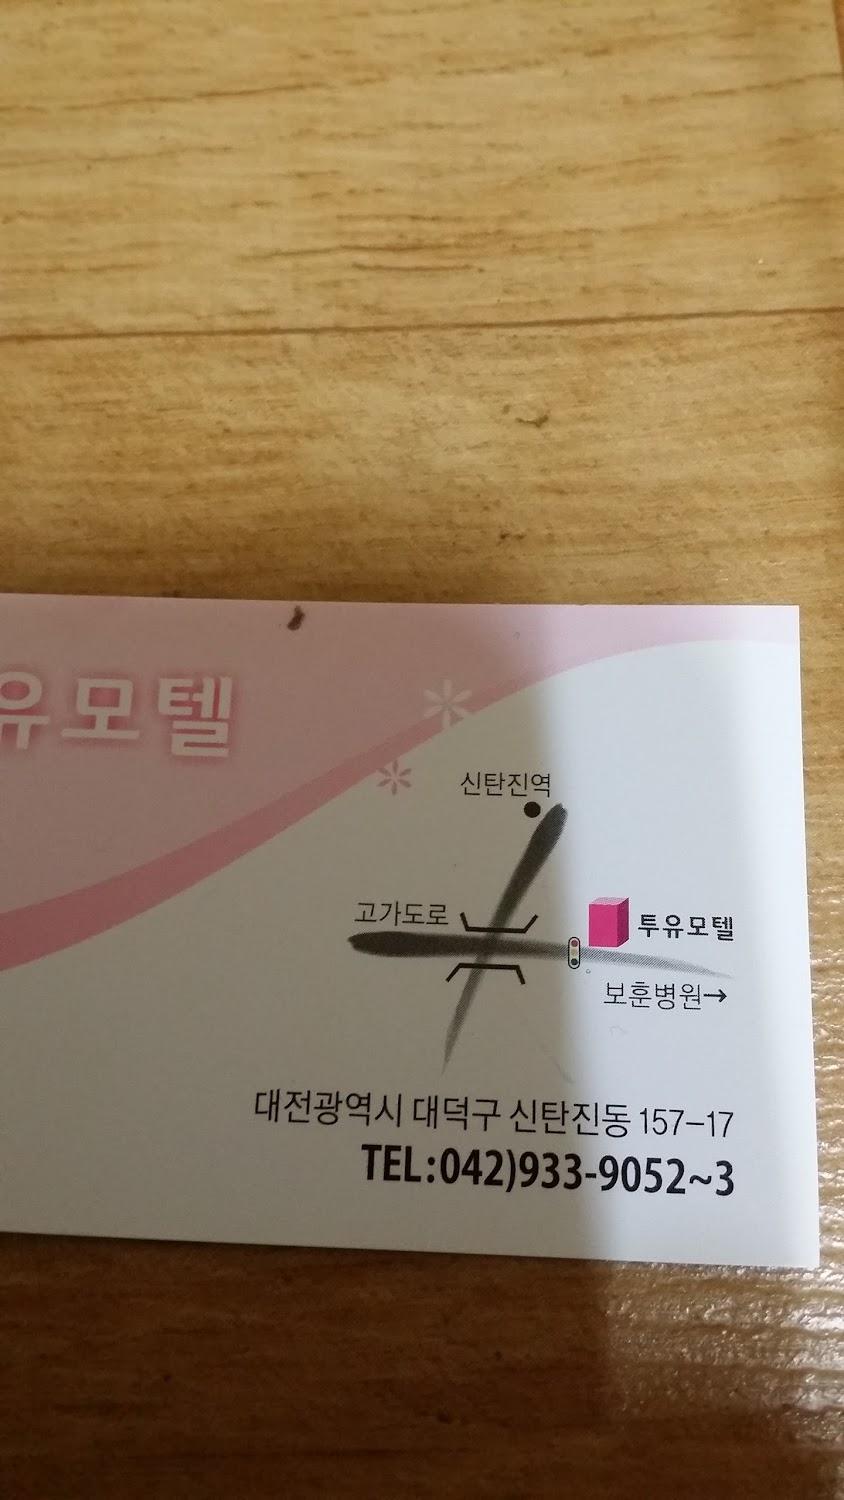 유모텔
신탄진역
고가도로
투유모텔
보훈병원→
대전광역시 대덕구 신탄진동 157-17
TEL:042)933-9052~3